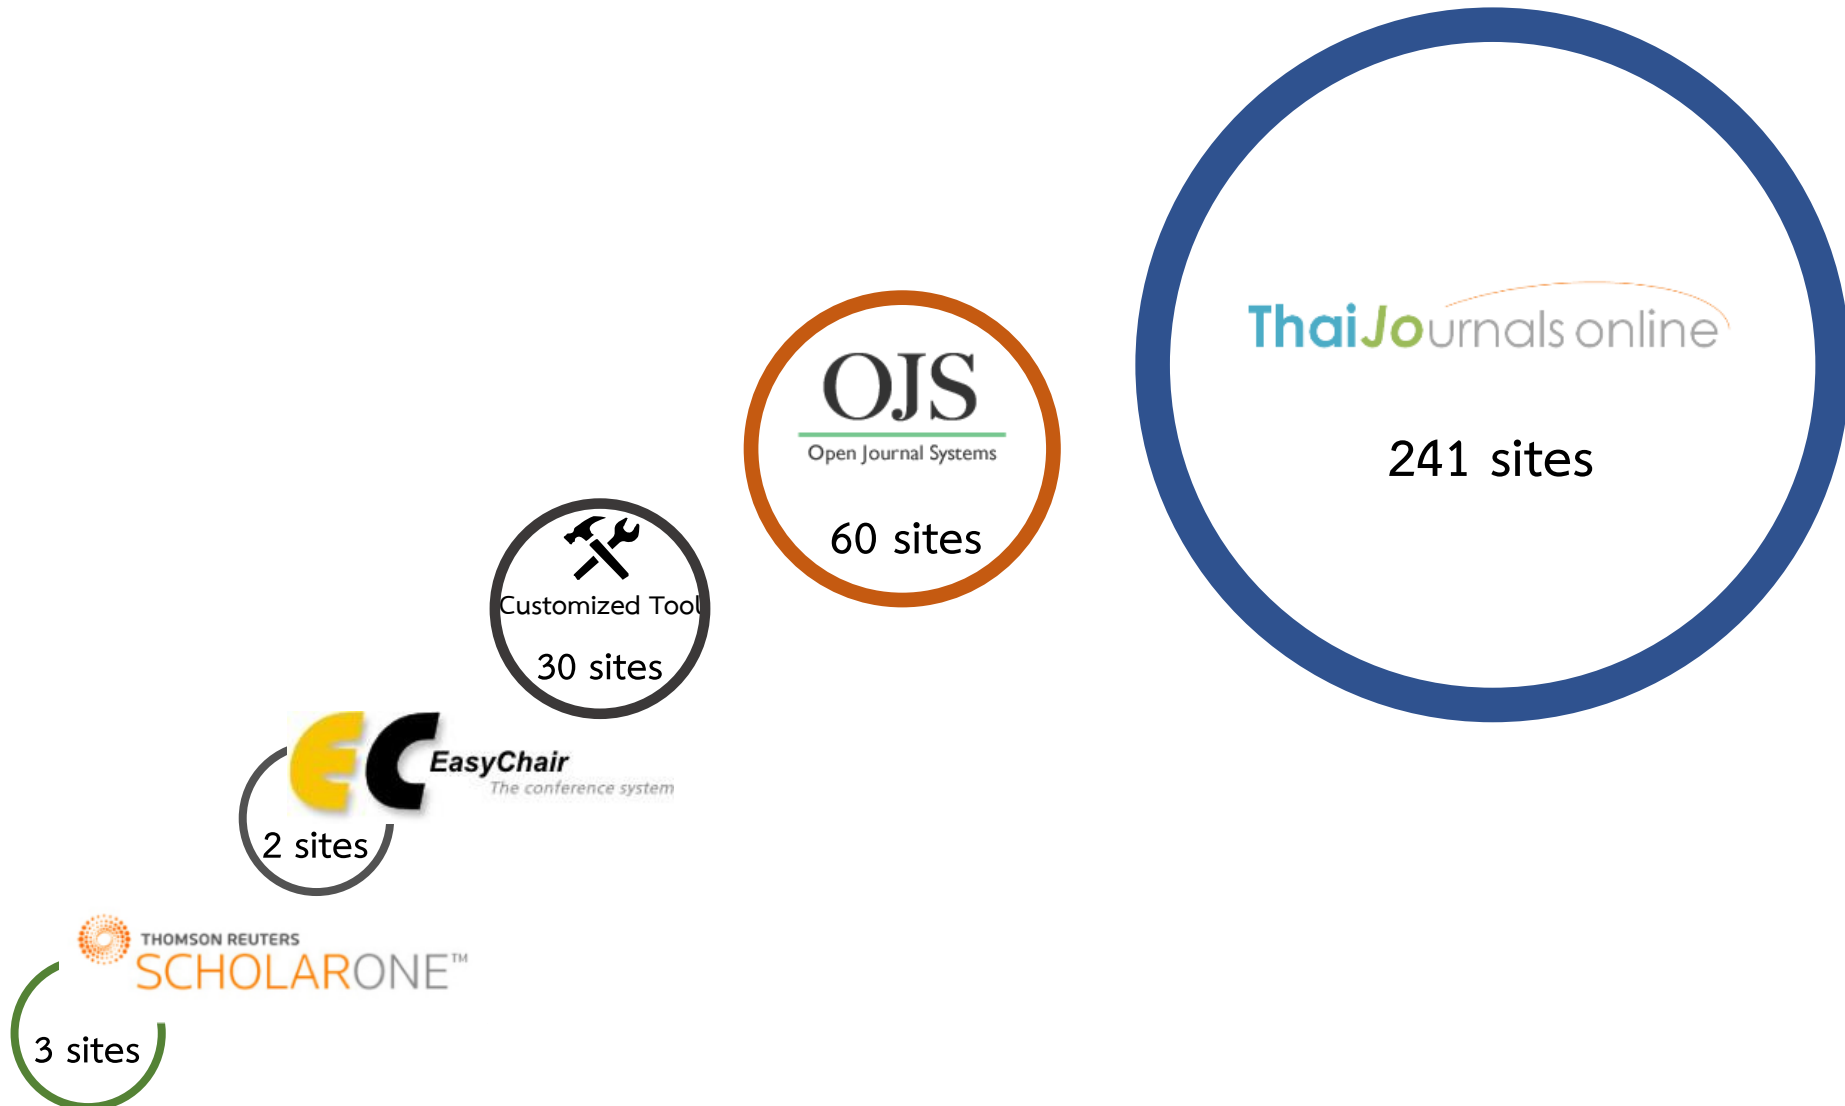 ThaiJournals online
241 sites
OJS
Open Journal Systems
60 sites
Customized Tool
30 sites
EC
EasyChair
The conference system
2 sites
THOMSON REUTERS
SCHOLARONE™
3 sites